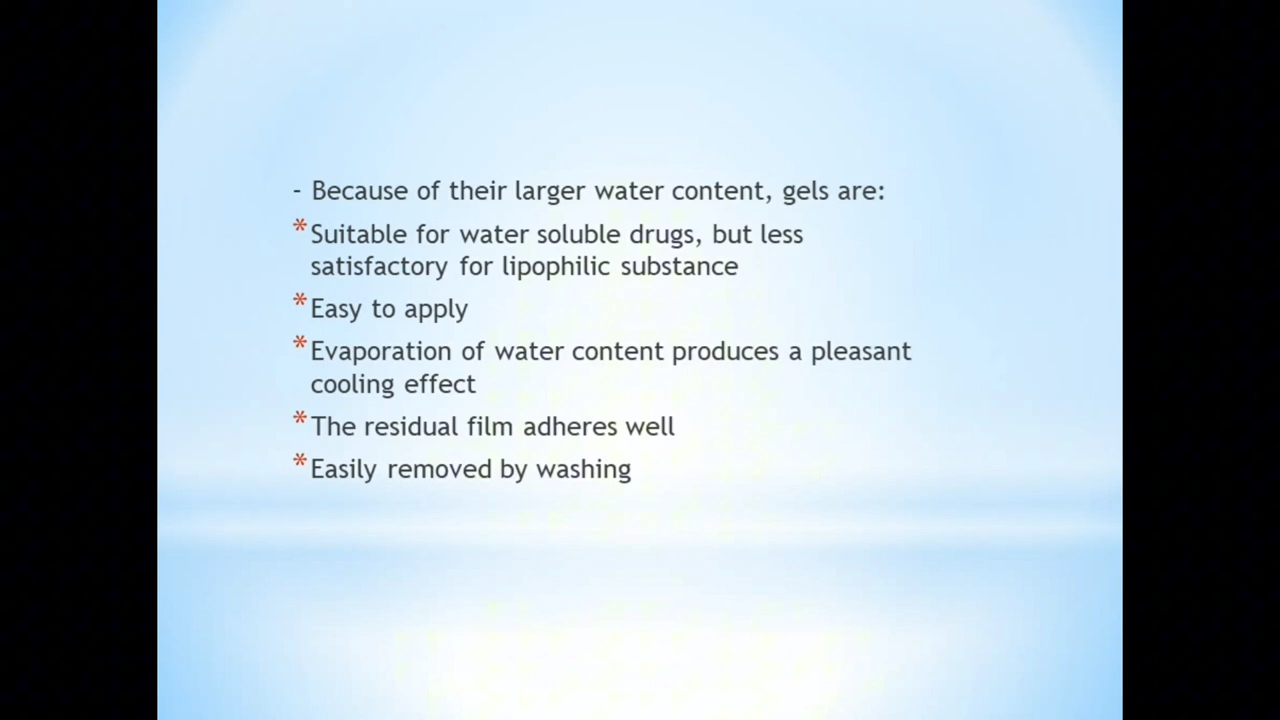 - Because of their larger water content, gels are:
*Suitable for water soluble drugs, but less
satisfactory for lipophilic substance
*Easy to apply
*Evaporation of water content produces a pleasant
cooling effect
*The residual film adheres well
*Easily removed by washing